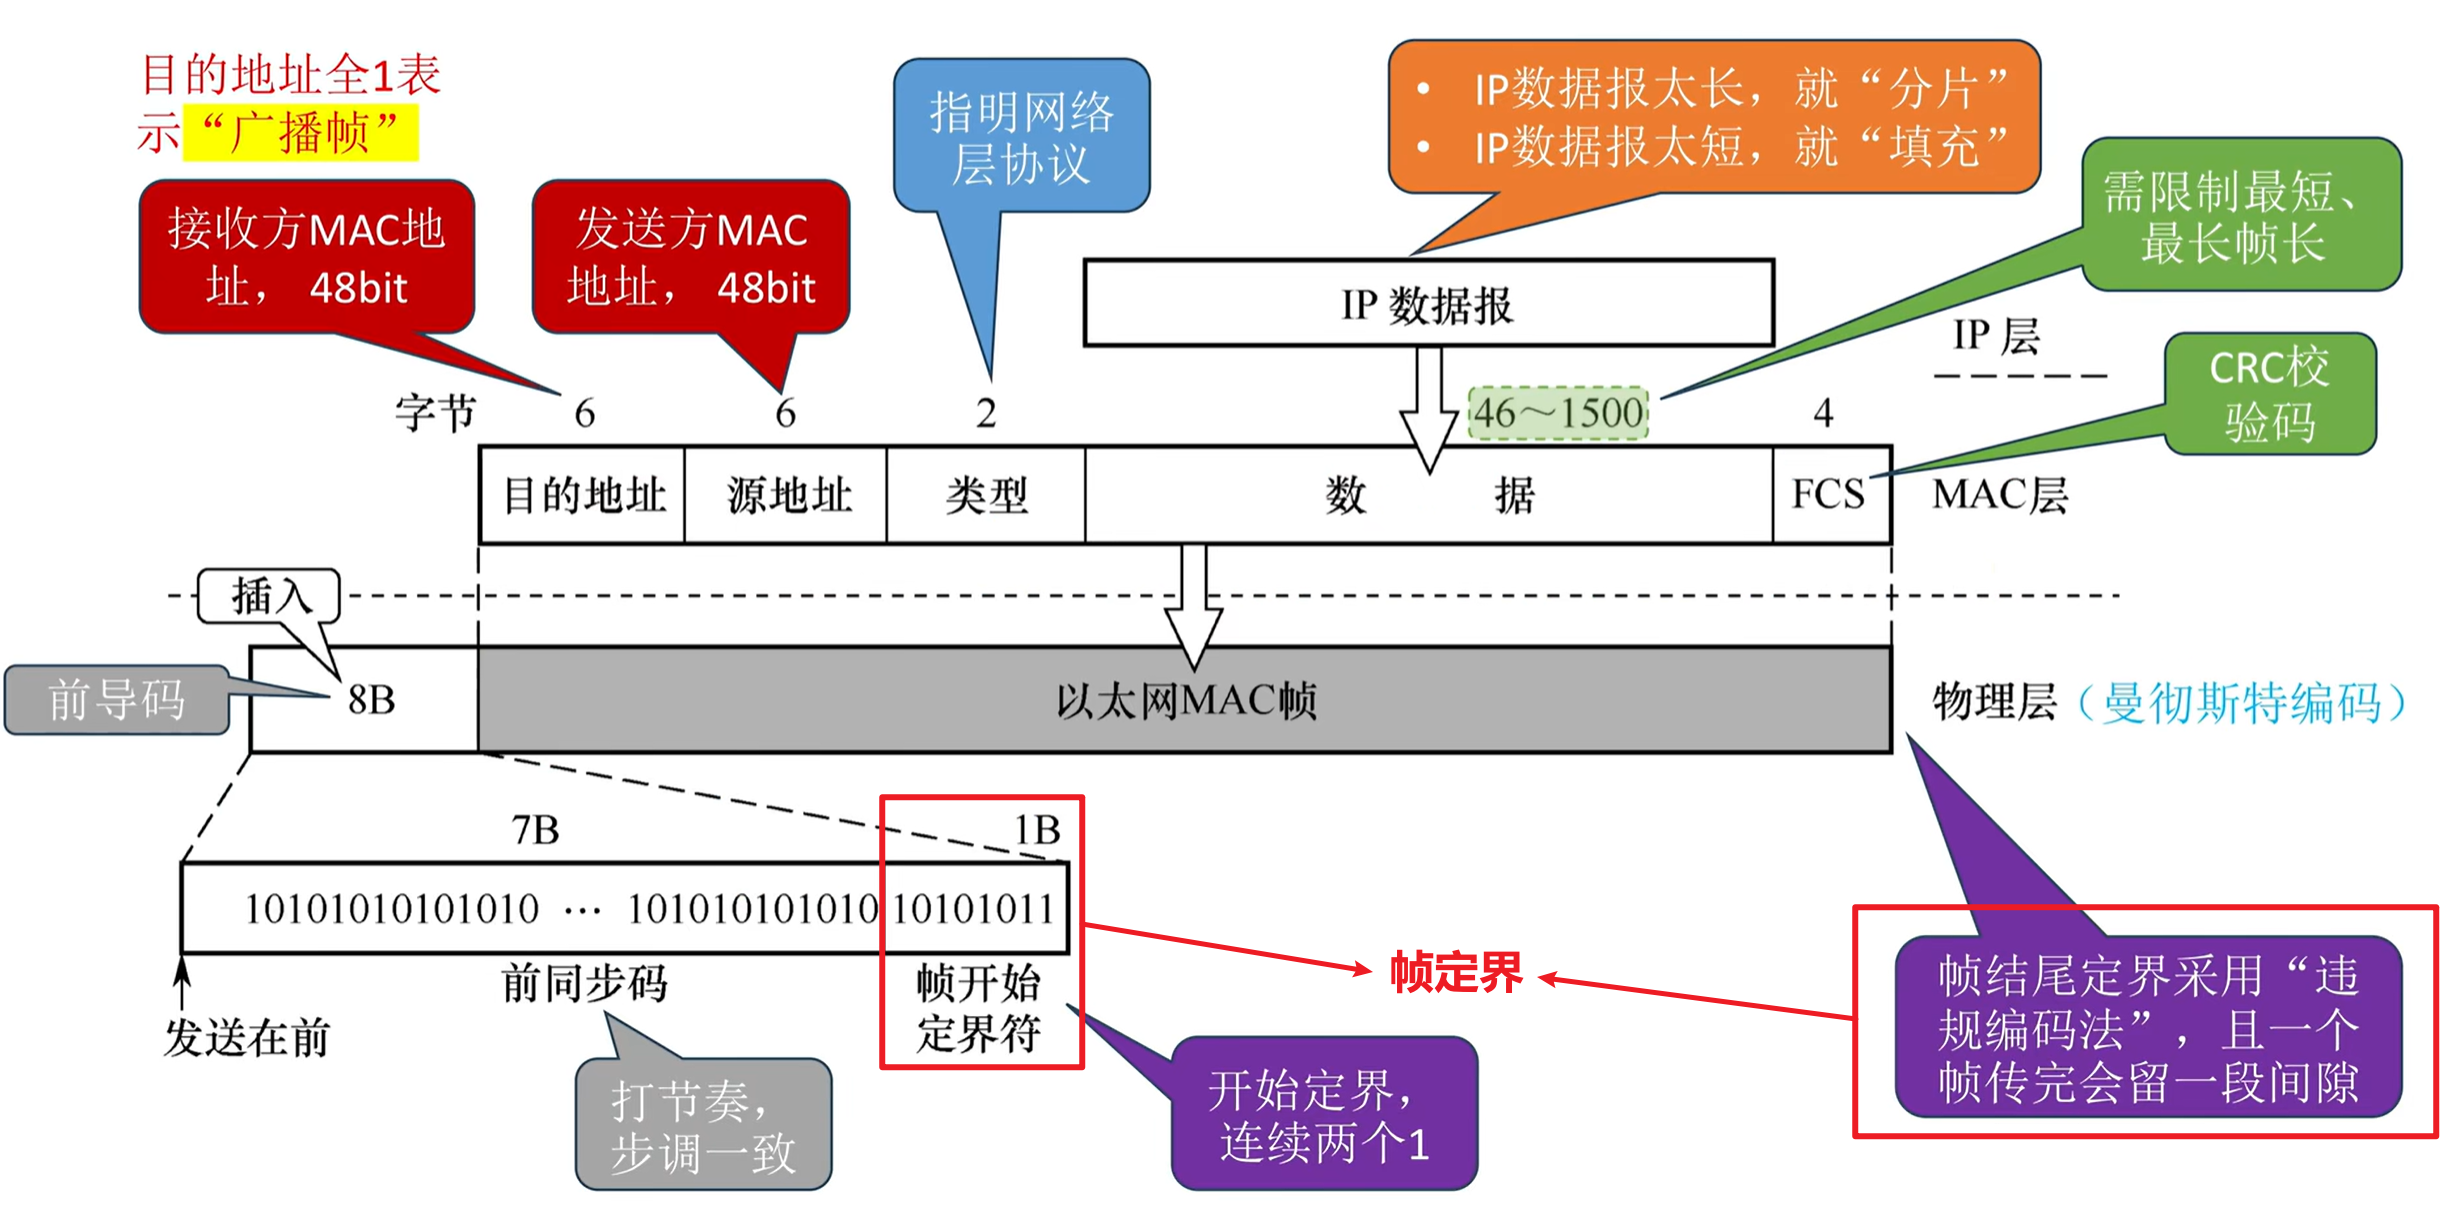 目的地址全1表
示“广播帧”
接收方MAC地
址， 48bit
发送方MAC
地址， 48bit
指明网络
层协议
• IP数据报太长，就“分片”
• IP数据报太短，就“填充”
需限制最短、
最长帧长
IP 数据报
IP 层
CRC校
验码
字节 6 6 2 46～1500 4
目的地址 源地址 类型 数 据 FCS MAC层
插入
前导码 8B 以太网MAC帧 物理层（曼彻斯特编码）
7B 1B
10101010101010 … 101010101010 10101011
前同步码
帧开始
定界符
发送在前
帧定界
帧结尾定界采用“违
规编码法”，且一个
帧传完会留一段间隙
打节奏，
步调一致
开始定界，
连续两个1